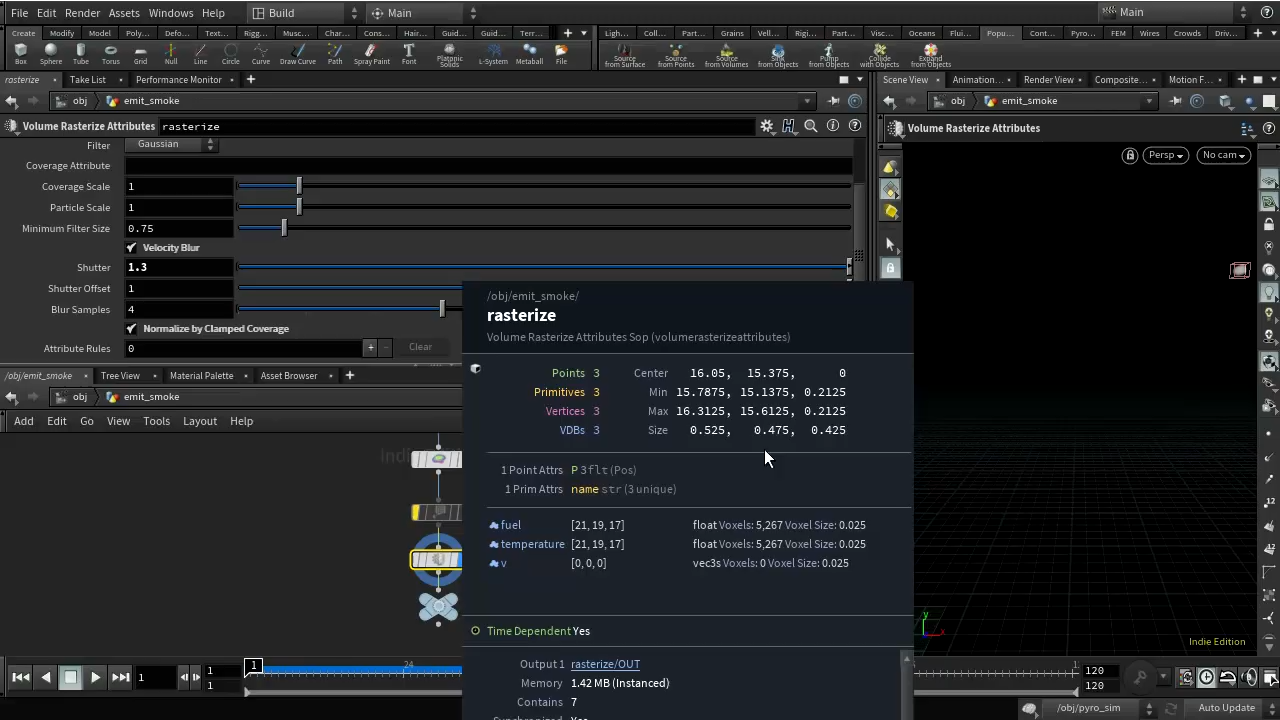 File Edit Render Assets Windows Help Build Main Main
Create Modify Model Poly... Defo... Text... Rigg... Musc... Char... Cons... Hair... Guid... Guid... Terr... Ligh... Coll... Part... Grains Vell... Rigi... Part... Visc... Oceans Flui... Popu... Cont... Pyro... FEM Wires Crowds Driv...
Box Sphere Tube Torus Grid Null Line Circle Curve Draw Curve Path Spray Paint Font Platonic Solids L-System Metaball File Source from Surface Source from Points Source from Volumes Sink from Objects Pump from Objects Collide with Objects Expand from Objects
rasterize Take List Performance Monitor Scene View Animation... Render View Composite... Motion F...
obj emit_smoke obj emit_smoke
Volume Rasterize Attributes rasterize Volume Rasterize Attributes
Filter Gaussian Persp No cam
Coverage Attribute
Coverage Scale 1
Particle Scale 1
Minimum Filter Size 0.75
Velocity Blur
Shutter 1.3
Shutter Offset 1
Blur Samples 4
Normalize by Clamped Coverage
Attribute Rules 0 + - Clear
/obj/emit_smoke Tree View Material Palette Asset Browser
obj emit_smoke
Add Edit Go View Tools Layout Help
/obj/emit_smoke/
rasterize
Volume Rasterize Attributes Sop (volumerasterizeattributes)
Points 3 Center 16.05, 15.375, 0
Primitives 3 Min 15.7875, 15.1375, 0.2125
Vertices 3 Max 16.3125, 15.6125, 0.2125
VDBs 3 Size 0.525, 0.475, 0.425
1 Point Attrs P 3flt (Pos)
1 Prim Attrs name str (3 unique)
fuel [21, 19, 17] float Voxels: 5,267 Voxel Size: 0.025
temperature [21, 19, 17] float Voxels: 5,267 Voxel Size: 0.025
v [0, 0, 0] vec3s Voxels: 0 Voxel Size: 0.025
Time Dependent Yes
Output 1 rasterize/OUT
Memory 1.42 MB (Instanced)
Contains 7
Synchronized Yes
y
x
Indie Edition
1 1 1 1 24 120
1 120
/obj/pyro_sim Auto Update